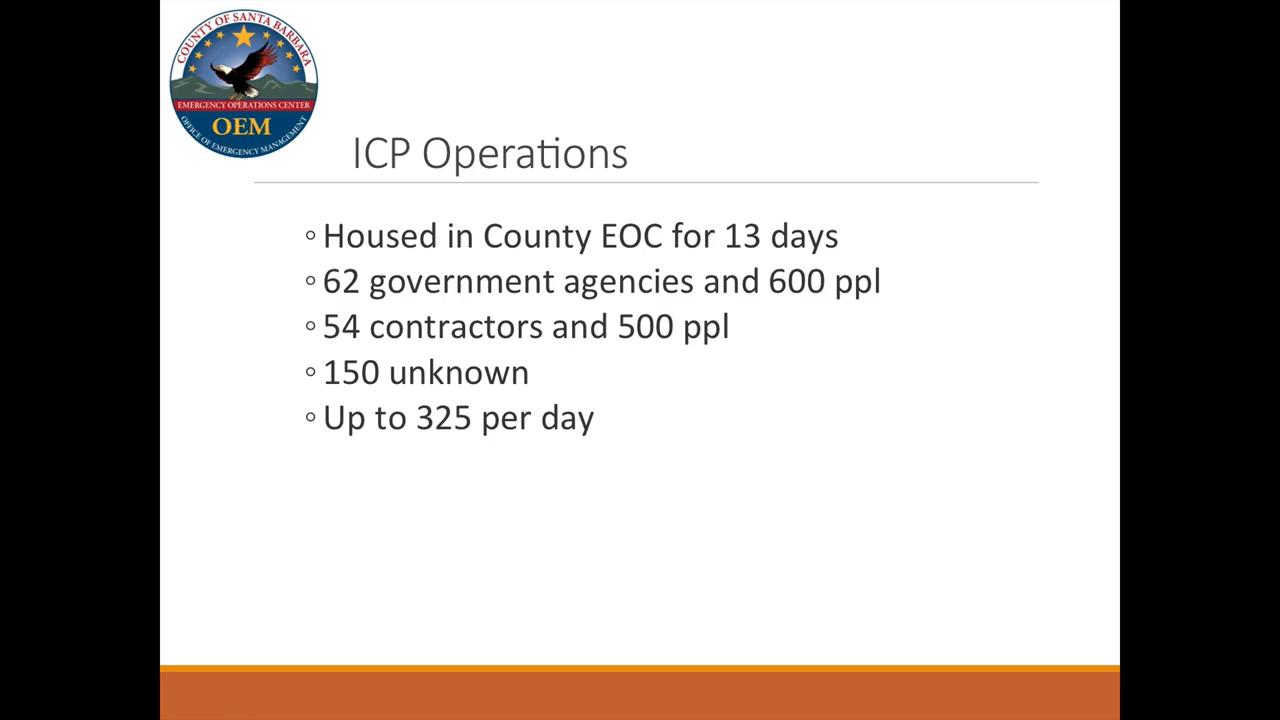 COUNTY OF SANTA BARBARA
EMERGENCY OPERATIONS CENTER
OEM
OFFICE OF EMERGENCY MANAGEMENT
ICP Operations
◦ Housed in County EOC for 13 days
◦ 62 government agencies and 600 ppl
◦ 54 contractors and 500 ppl
◦ 150 unknown
◦ Up to 325 per day